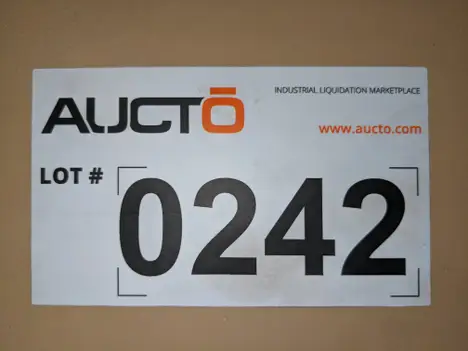 AUCTŌ
INDUSTRIAL LIQUIDATION MARKETPLACE
www.aucto.com
LOT #
0242